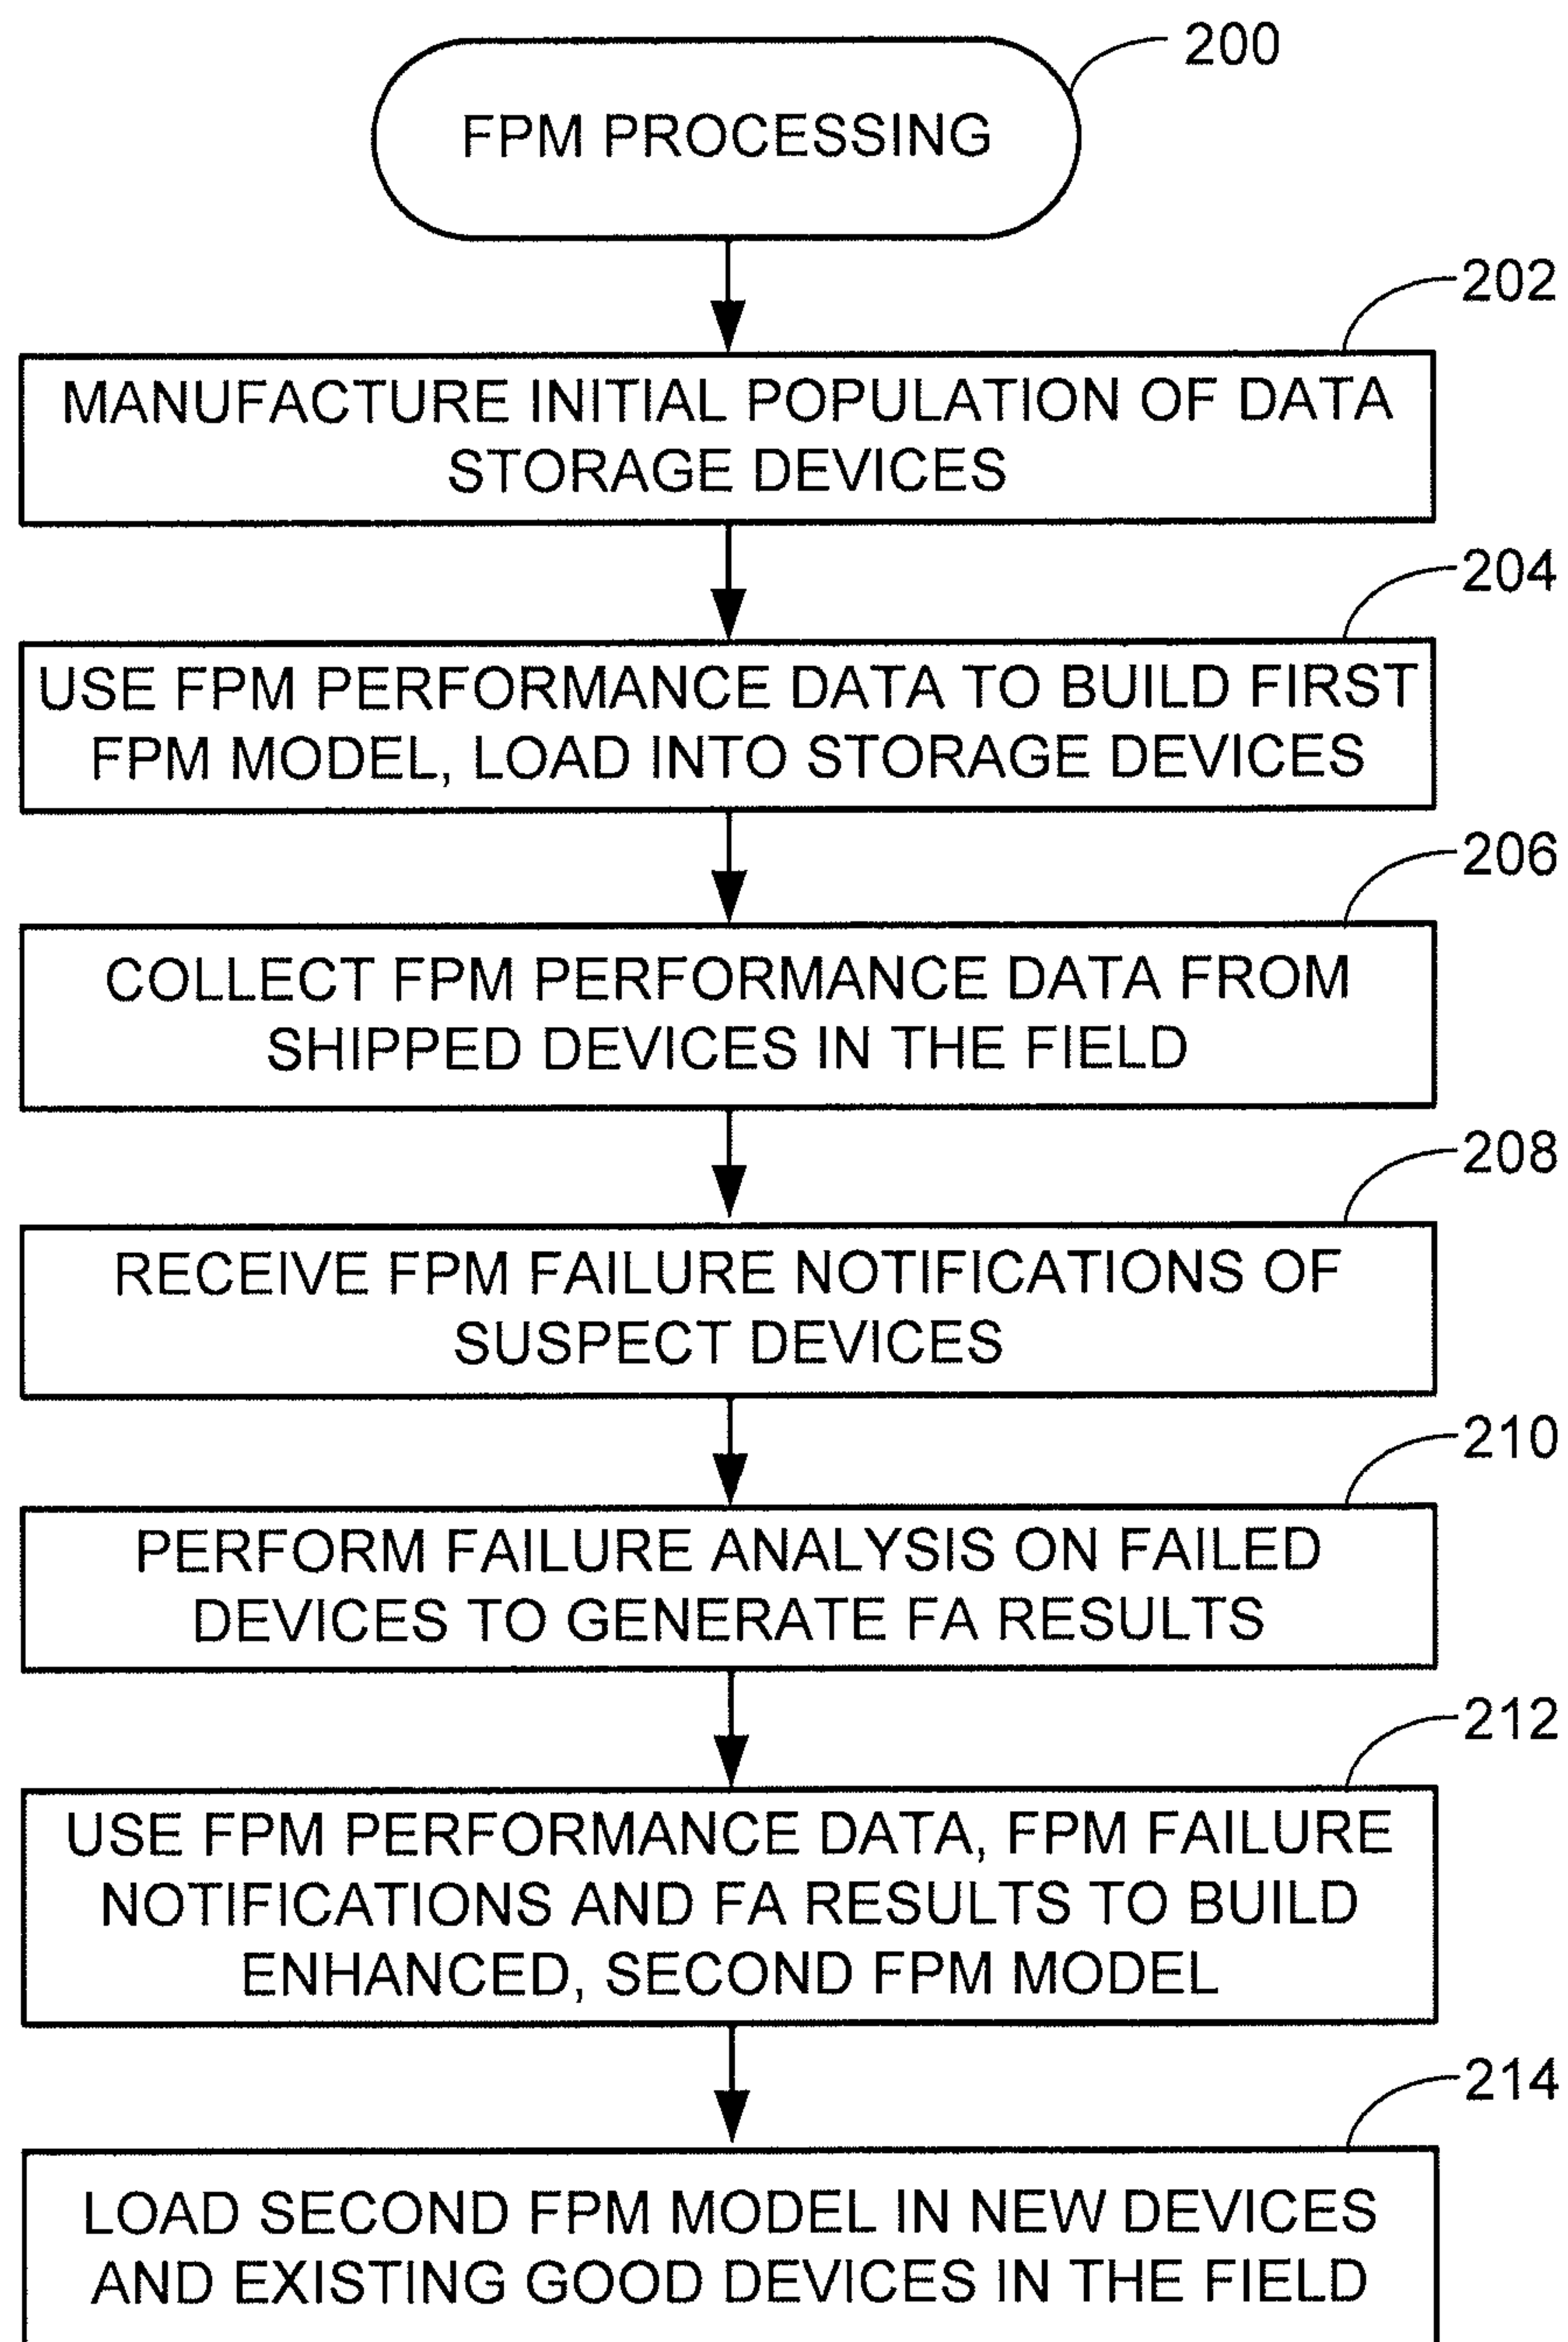 200
FPM PROCESSING
202
MANUFACTURE INITIAL POPULATION OF DATA
STORAGE DEVICES
204
USE FPM PERFORMANCE DATA TO BUILD FIRST
FPM MODEL, LOAD INTO STORAGE DEVICES
206
COLLECT FPM PERFORMANCE DATA FROM
SHIPPED DEVICES IN THE FIELD
208
RECEIVE FPM FAILURE NOTIFICATIONS OF
SUSPECT DEVICES
210
PERFORM FAILURE ANALYSIS ON FAILED
DEVICES TO GENERATE FA RESULTS
212
USE FPM PERFORMANCE DATA, FPM FAILURE
NOTIFICATIONS AND FA RESULTS TO BUILD
ENHANCED, SECOND FPM MODEL
214
LOAD SECOND FPM MODEL IN NEW DEVICES
AND EXISTING GOOD DEVICES IN THE FIELD